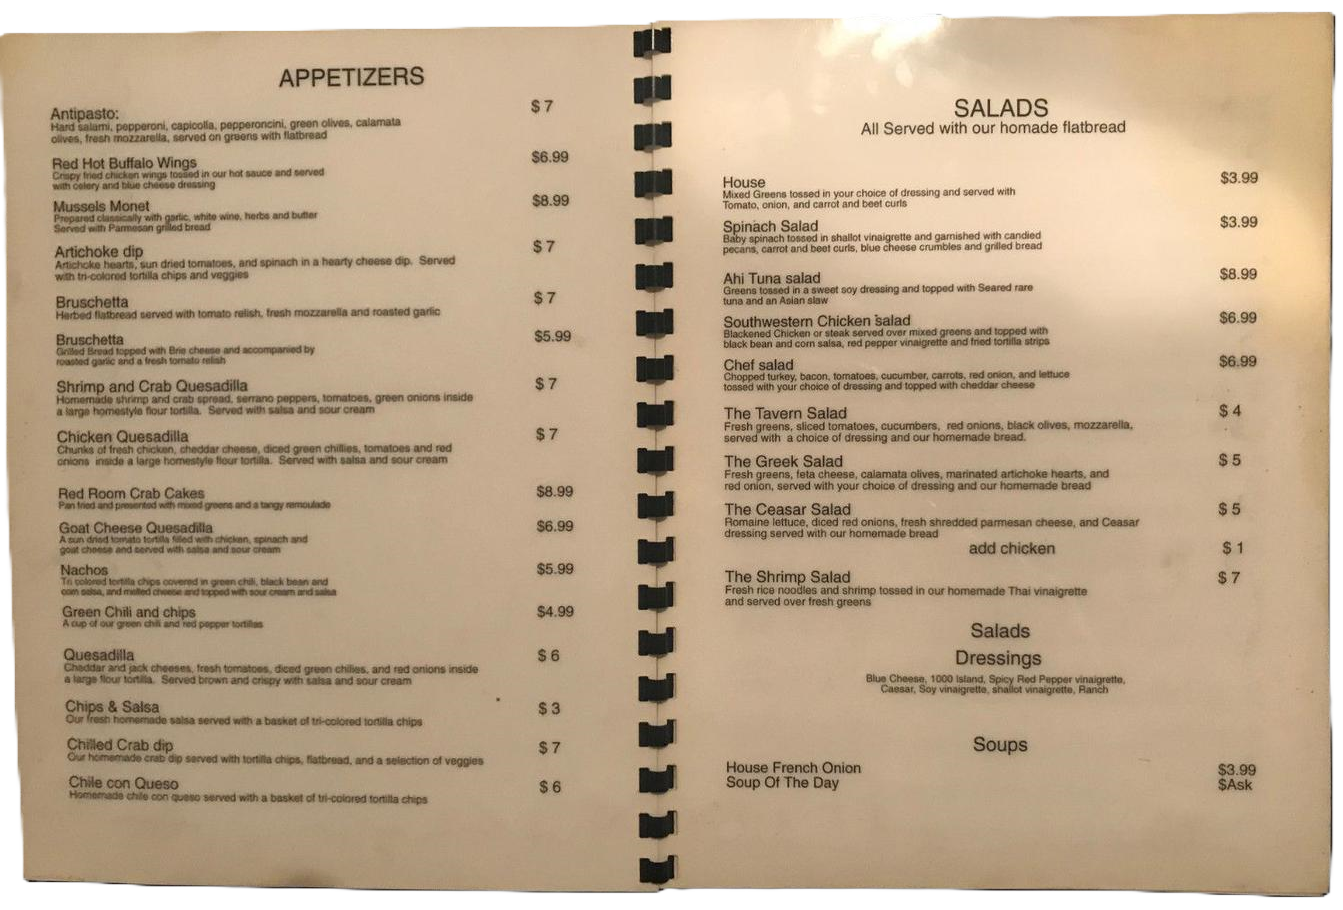 APPETIZERS
Antipasto: $ 7
Hard salami, pepperoni, capicolla, pepperoncini, green olives, calamata
olives, fresh mozzarella, served on greens with flatbread
Red Hot Buffalo Wings $6.99
Crispy fried chicken wings tossed in our hot sauce and served
with celery and blue cheese dressing
Mussels Monet $8.99
Prepared classically with garlic, white wine, herbs and butter
Served with Parmesan grilled bread
Artichoke dip $ 7
Artichoke hearts, sun dried tomatoes, and spinach in a hearty cheese dip. Served
with tri-colored tortilla chips and veggies
Bruschetta $ 7
Herbed flatbread served with tomato relish, fresh mozzarella and roasted garlic
Bruschetta $5.99
Grilled Bread topped with Brie cheese and accompanied by
roasted garlic and a fresh tomato relish
Shrimp and Crab Quesadilla $ 7
Homemade shrimp and crab spread, serrano peppers, tomatoes, green onions inside
a large homestyle flour tortilla. Served with salsa and sour cream
Chicken Quesadilla $ 7
Chunks of fresh chicken, cheddar cheese, diced green chillies, tomatoes and red
onions inside a large homestyle flour tortilla. Served with salsa and sour cream
Red Room Crab Cakes $8.99
Pan fried and presented with mixed greens and a tangy remoulade
Goat Cheese Quesadilla $6.99
A sun dried tomato tortilla filled with chicken, spinach and
goat cheese and served with salsa and sour cream
Nachos $5.99
Tri colored tortilla chips covered in green chili, black bean and
corn salsa, and melted cheese and topped with sour cream and salsa
Green Chili and chips $4.99
A cup of our green chili and red pepper tortillas
Quesadilla $ 6
Cheddar and jack cheeses, fresh tomatoes, diced green chilies, and red onions inside
a large flour tortilla. Served brown and crispy with salsa and sour cream
Chips & Salsa $ 3
Our fresh homemade salsa served with a basket of tri-colored tortilla chips
Chilled Crab dip $ 7
Our homemade crab dip served with tortilla chips, flatbread, and a selection of veggies
Chile con Queso $ 6
Homemade chile con queso served with a basket of tri-colored tortilla chips
SALADS
All Served with our homade flatbread
House $3.99
Mixed Greens tossed in your choice of dressing and served with
Tomato, onion, and carrot and beet curls
Spinach Salad $3.99
Baby spinach tossed in shallot vinaigrette and garnished with candied
pecans, carrot and beet curls, blue cheese crumbles and grilled bread
Ahi Tuna salad $8.99
Greens tossed in a sweet soy dressing and topped with Seared rare
tuna and an Asian slaw
Southwestern Chicken salad $6.99
Blackened Chicken or steak served over mixed greens and topped with
black bean and corn salsa, red pepper vinaigrette and fried tortilla strips
Chef salad $6.99
Chopped turkey, bacon, tomatoes, cucumber, carrots, red onion, and lettuce
tossed with your choice of dressing and topped with cheddar cheese
The Tavern Salad $ 4
Fresh greens, sliced tomatoes, cucumbers, red onions, black olives, mozzarella,
served with a choice of dressing and our homemade bread.
The Greek Salad $ 5
Fresh greens, feta cheese, calamata olives, marinated artichoke hearts, and
red onion, served with your choice of dressing and our homemade bread
The Ceasar Salad $ 5
Romaine lettuce, diced red onions, fresh shredded parmesan cheese, and Ceasar
dressing served with our homemade bread
add chicken $ 1
The Shrimp Salad $ 7
Fresh rice noodles and shrimp tossed in our homemade Thai vinaigrette
and served over fresh greens
Salads
Dressings
Blue Cheese, 1000 Island, Spicy Red Pepper vinaigrette,
Caesar, Soy vinaigrette, shallot vinaigrette, Ranch
Soups
House French Onion $3.99
Soup Of The Day $Ask